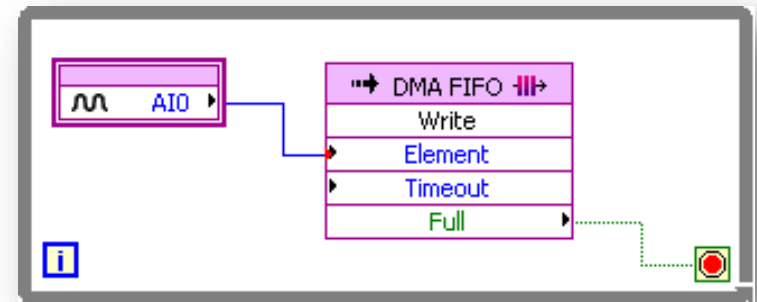 AI0
DMA FIFO
Write
Element
Timeout
Full
i